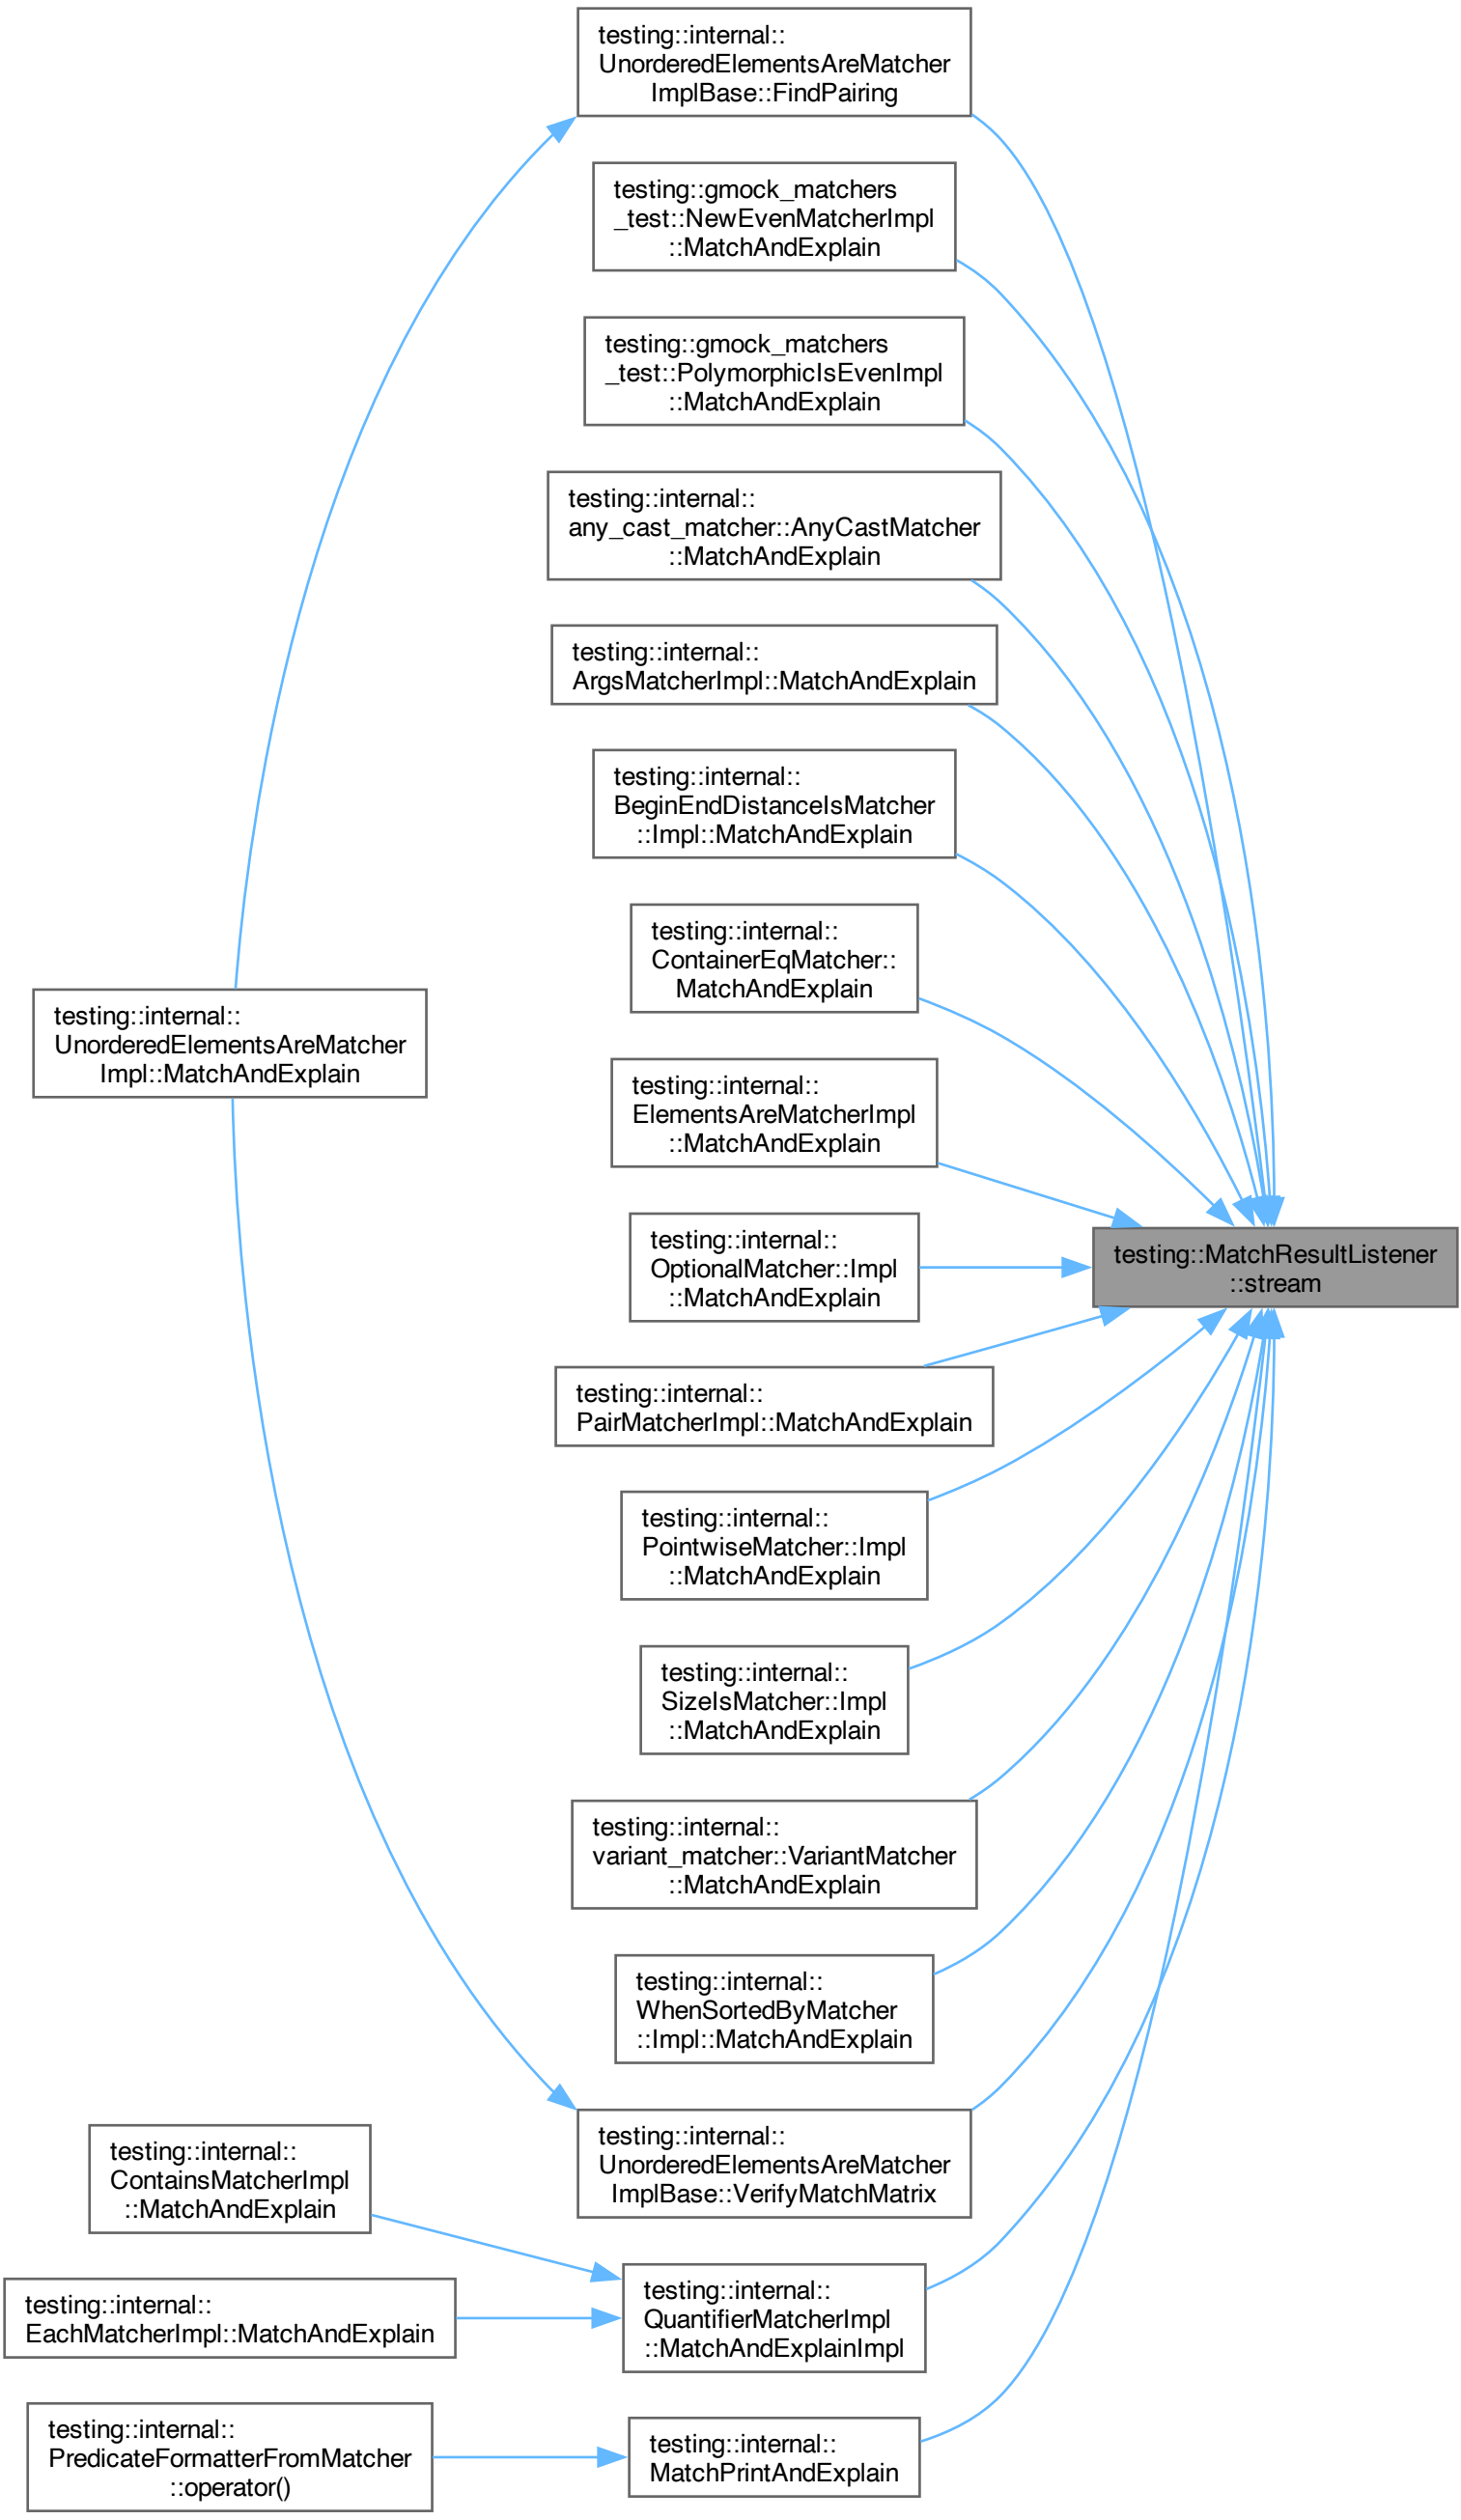 testing::internal::
UnorderedElementsAreMatcher
ImplBase::FindPairing
testing::gmock_matchers
_test::NewEvenMatcherImpl
::MatchAndExplain
testing::gmock_matchers
_test::PolymorphicIsEvenImpl
::MatchAndExplain
testing::internal::
any_cast_matcher::AnyCastMatcher
::MatchAndExplain
testing::internal::
ArgsMatcherImpl::MatchAndExplain
testing::internal::
BeginEndDistanceIsMatcher
::Impl::MatchAndExplain
testing::internal::
ContainerEqMatcher::
MatchAndExplain
testing::internal::
UnorderedElementsAreMatcher
Impl::MatchAndExplain
testing::internal::
ElementsAreMatcherImpl
::MatchAndExplain
testing::internal::
OptionalMatcher::Impl
::MatchAndExplain
testing::MatchResultListener
::stream
testing::internal::
PairMatcherImpl::MatchAndExplain
testing::internal::
PointwiseMatcher::Impl
::MatchAndExplain
testing::internal::
SizeIsMatcher::Impl
::MatchAndExplain
testing::internal::
variant_matcher::VariantMatcher
::MatchAndExplain
testing::internal::
WhenSortedByMatcher
::Impl::MatchAndExplain
testing::internal::
UnorderedElementsAreMatcher
ImplBase::VerifyMatchMatrix
testing::internal::
ContainsMatcherImpl
::MatchAndExplain
testing::internal::
EachMatcherImpl::MatchAndExplain
testing::internal::
QuantifierMatcherImpl
::MatchAndExplainImpl
testing::internal::
PredicateFormatterFromMatcher
::operator()
testing::internal::
MatchPrintAndExplain